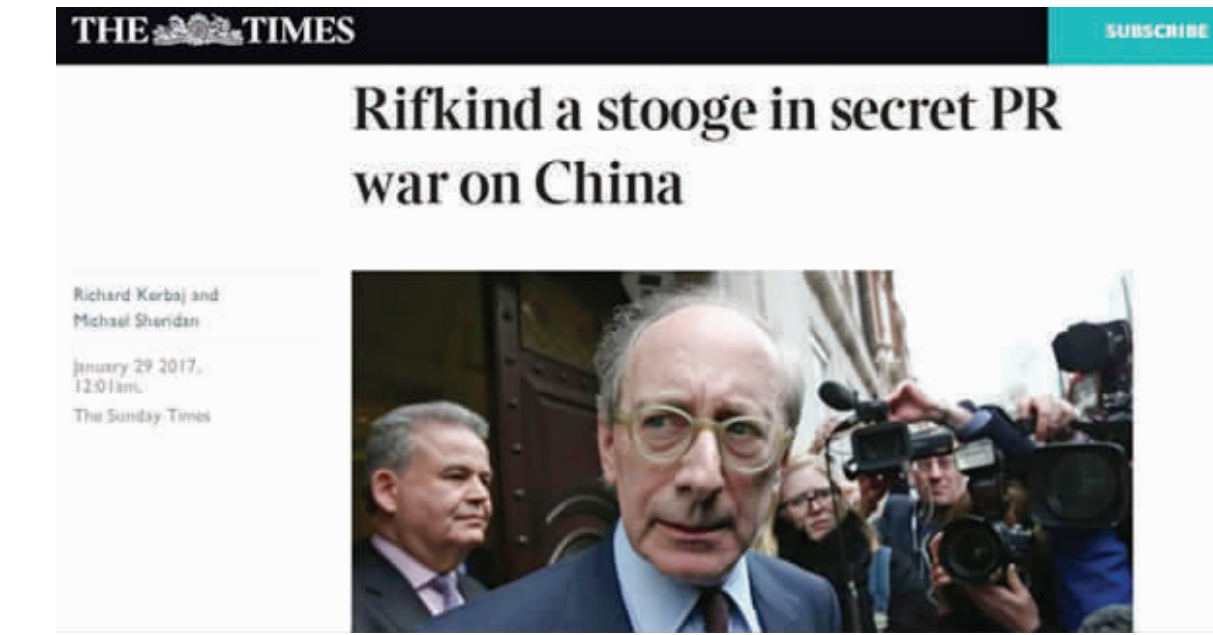 THE TIMES
SUBSCRIBE
Rifkind a stooge in secret PR
war on China
Richard Kerbaj and
Michael Sheridan
January 29 2017,
12:01am,
The Sunday Times